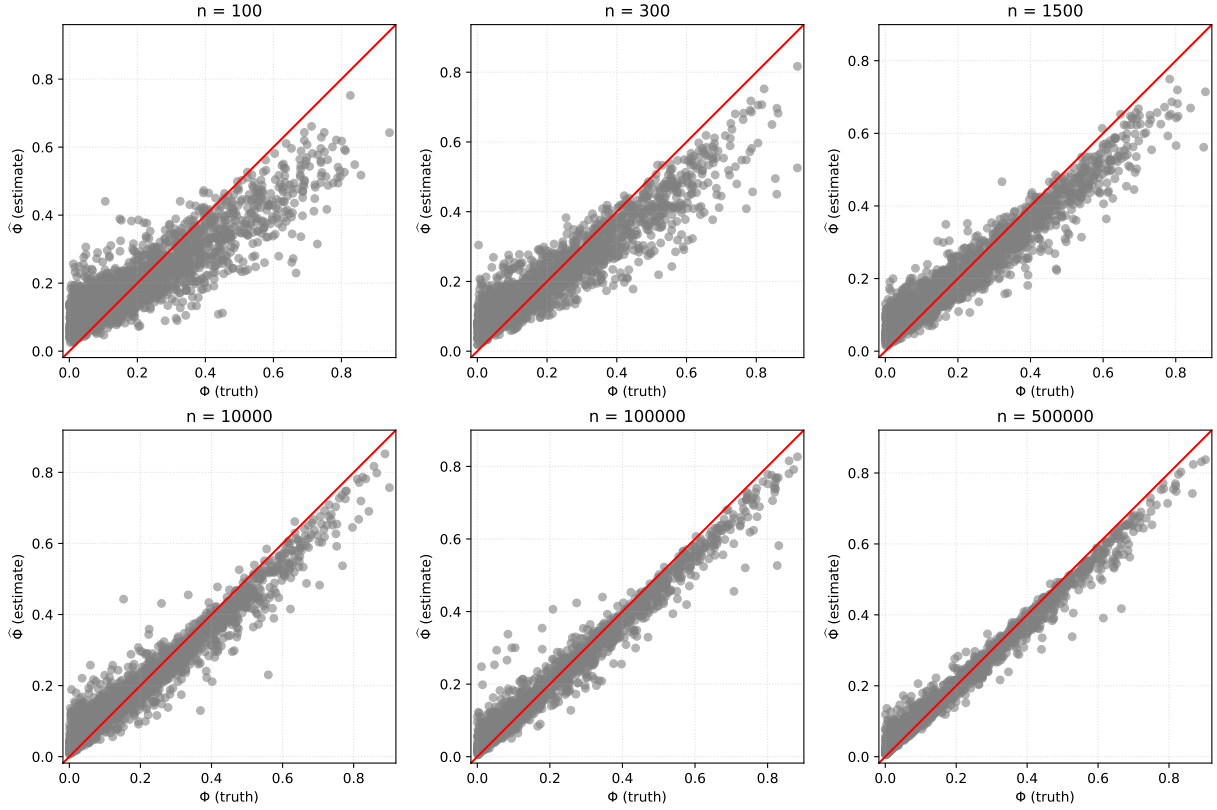 n = 100
0.8
0.6
0.4
0.2
0.0
Φ̂ (estimate)
0.0 0.2 0.4 0.6 0.8
Φ (truth)
n = 300
0.8
0.6
0.4
0.2
0.0
Φ̂ (estimate)
0.0 0.2 0.4 0.6 0.8
Φ (truth)
n = 1500
0.8
0.6
0.4
0.2
0.0
Φ̂ (estimate)
0.0 0.2 0.4 0.6 0.8
Φ (truth)
n = 10000
0.8
0.6
0.4
0.2
0.0
Φ̂ (estimate)
0.0 0.2 0.4 0.6 0.8
Φ (truth)
n = 100000
0.8
0.6
0.4
0.2
0.0
Φ̂ (estimate)
0.0 0.2 0.4 0.6 0.8
Φ (truth)
n = 500000
0.8
0.6
0.4
0.2
0.0
Φ̂ (estimate)
0.0 0.2 0.4 0.6 0.8
Φ (truth)